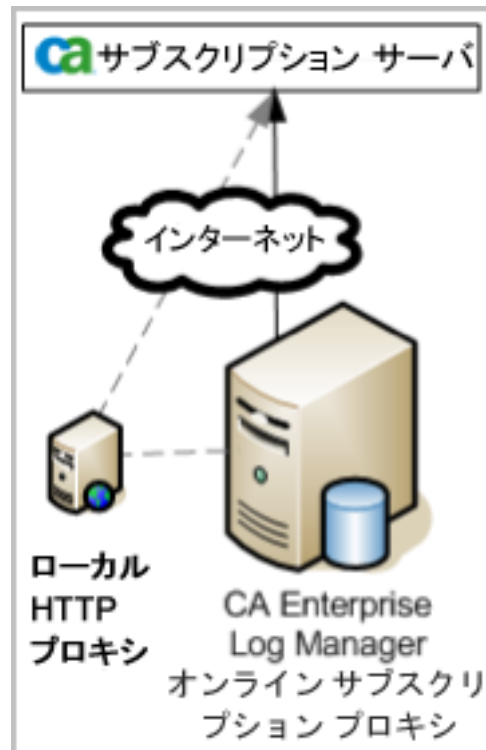 ca サブスクリプション サーバ
インターネット
ローカル
HTTP
プロキシ
CA Enterprise
Log Manager
オンライン サブスクリ
プション プロキシ